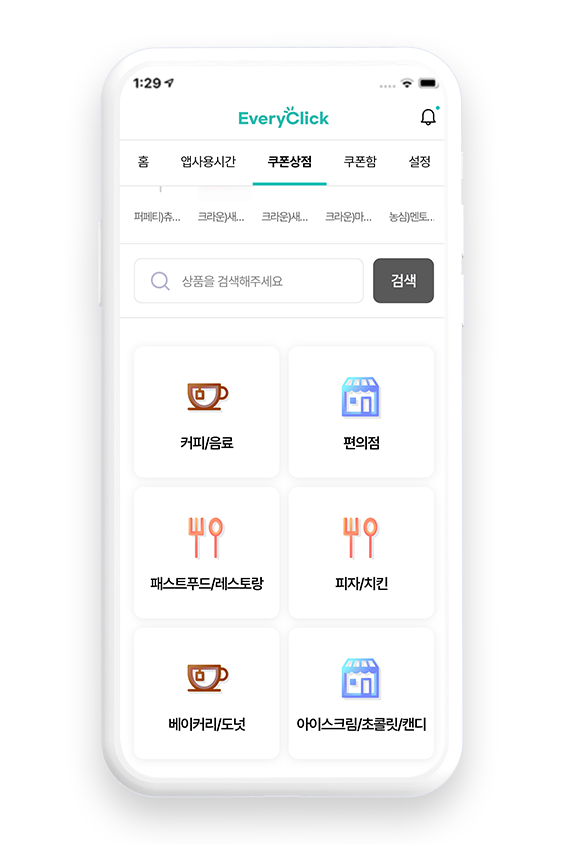 1:29
EveryClick
홈 앱사용시간 쿠폰상점 쿠폰함 설정
퍼페티)츄... 크라운)새... 크라운)새... 크라운)마... 농심)멘토...
상품을 검색해주세요 검색
커피/음료 편의점
패스트푸드/레스토랑 피자/치킨
베이커리/도넛 아이스크림/초콜릿/캔디